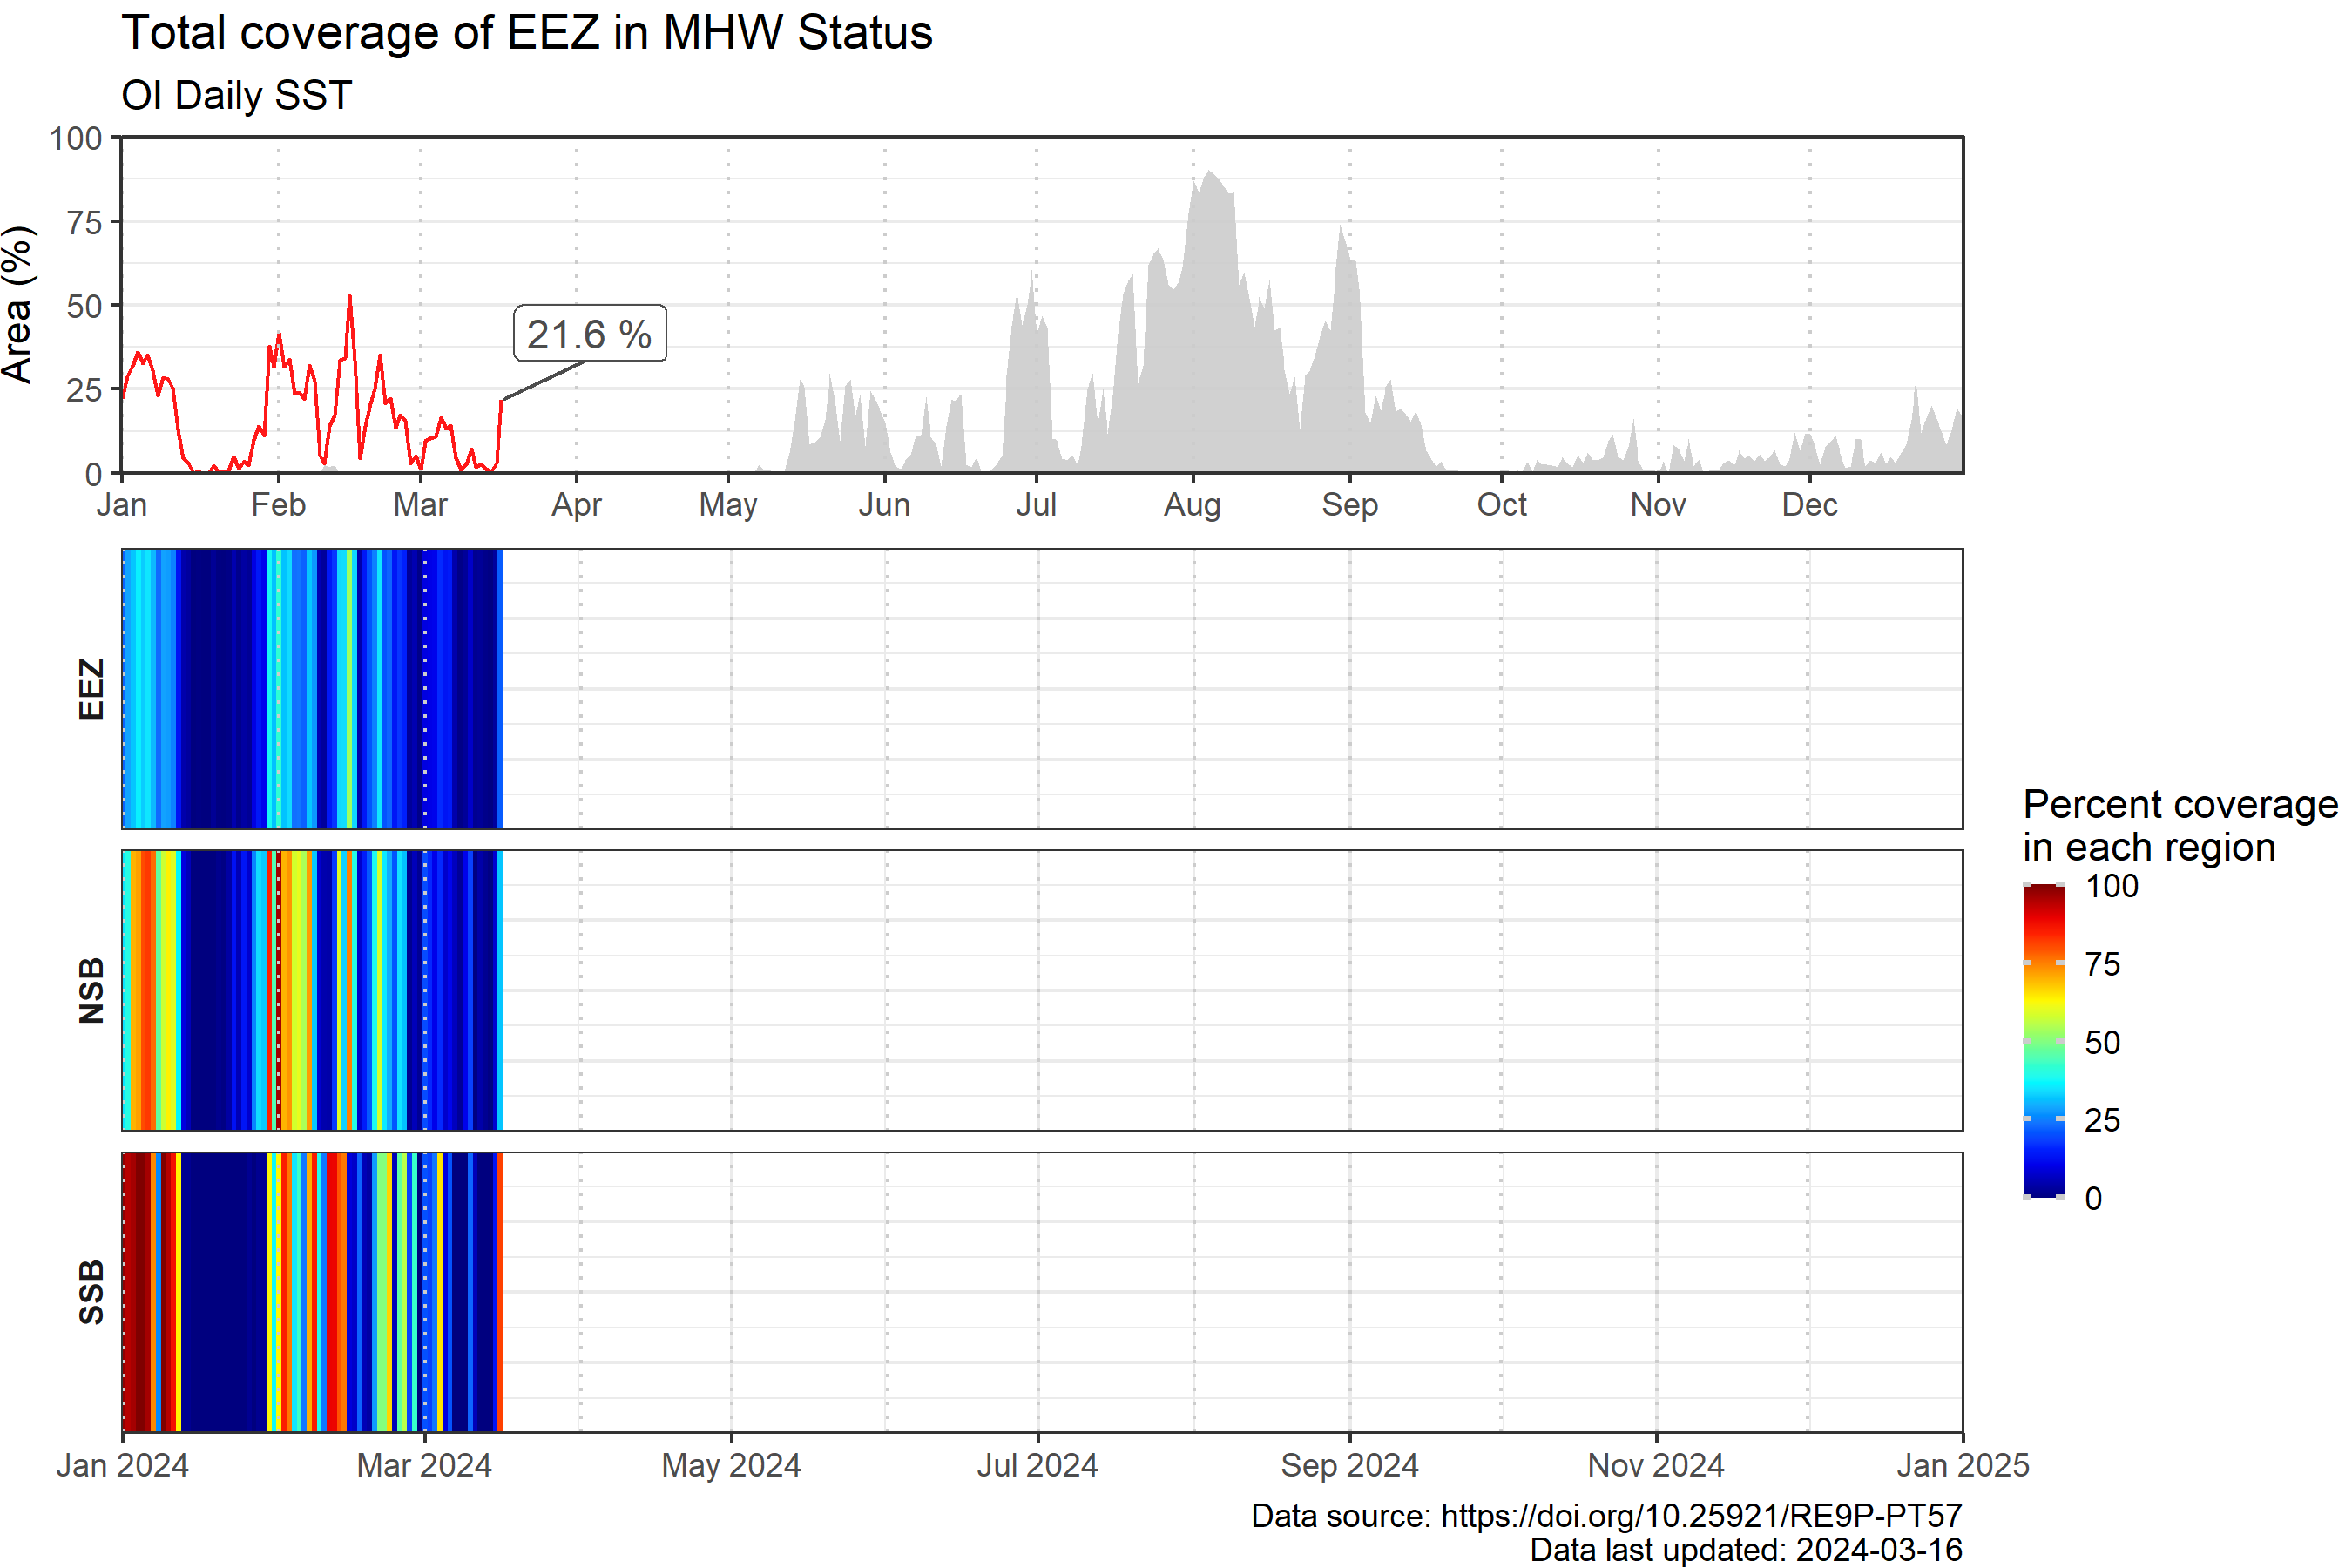 Total coverage of EEZ in MHW Status
OI Daily SST
Area (%)
100
75
50
25
0
21.6 %
Jan Feb Mar Apr May Jun Jul Aug Sep Oct Nov Dec
EEZ
NSB
SSB
Percent coverage
in each region
100
75
50
25
0
Jan 2024 Mar 2024 May 2024 Jul 2024 Sep 2024 Nov 2024 Jan 2025
Data source: https://doi.org/10.25921/RE9P-PT57
Data last updated: 2024-03-16